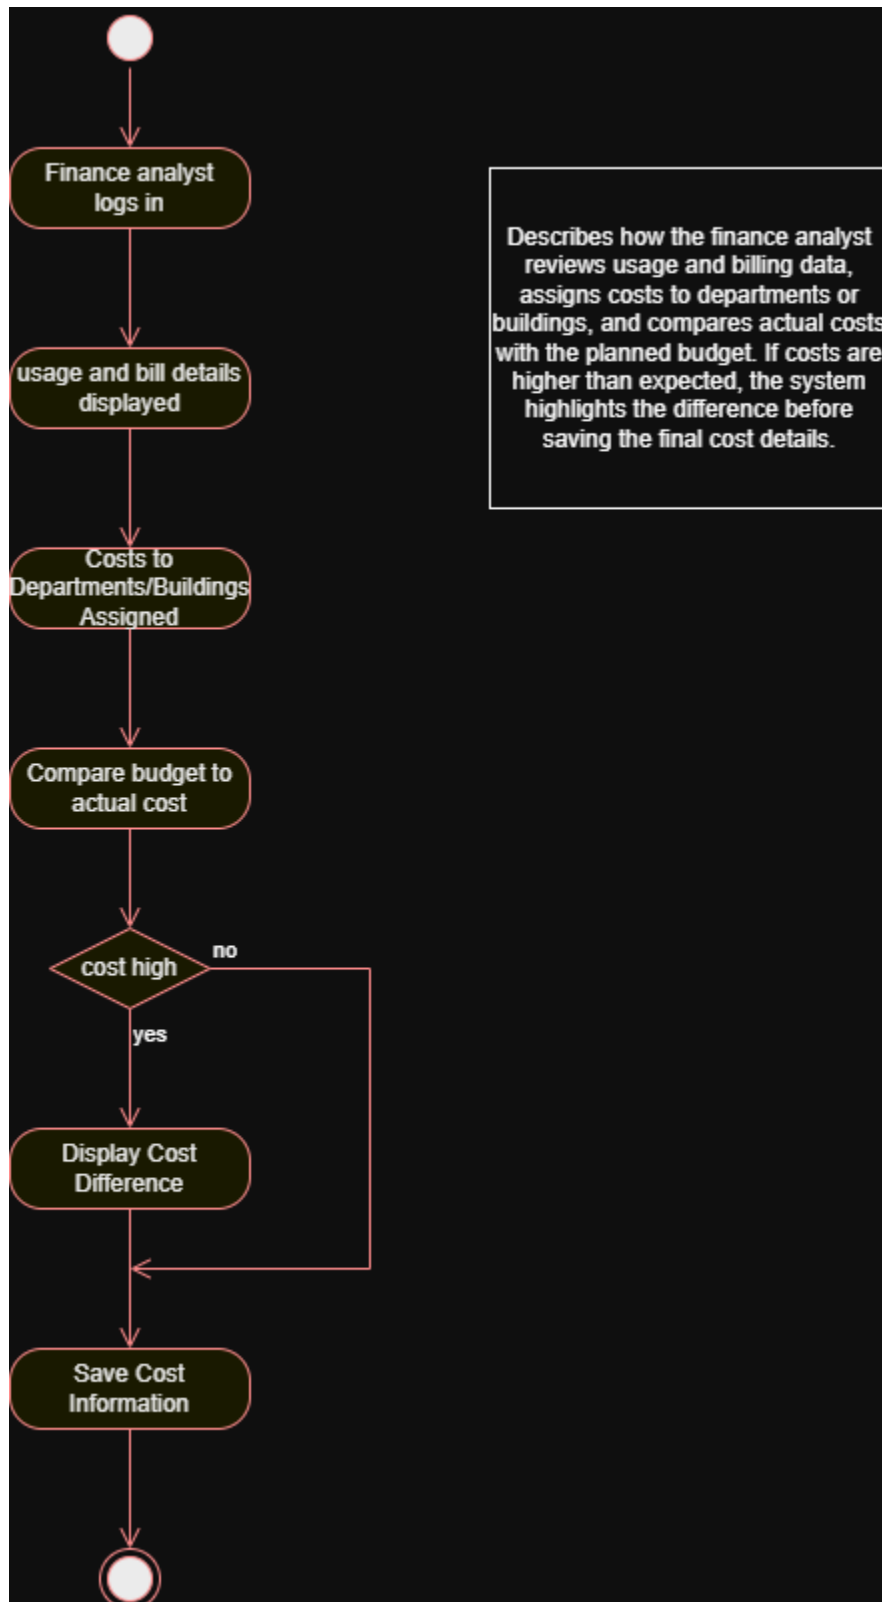 Finance analyst
logs in
usage and bill details
displayed
Costs to
Departments/Buildings
Assigned
Compare budget to
actual cost
cost high
no
yes
Display Cost
Difference
Save Cost
Information
Describes how the finance analyst
reviews usage and billing data,
assigns costs to departments or
buildings, and compares actual costs
with the planned budget. If costs are
higher than expected, the system
highlights the difference before
saving the final cost details.